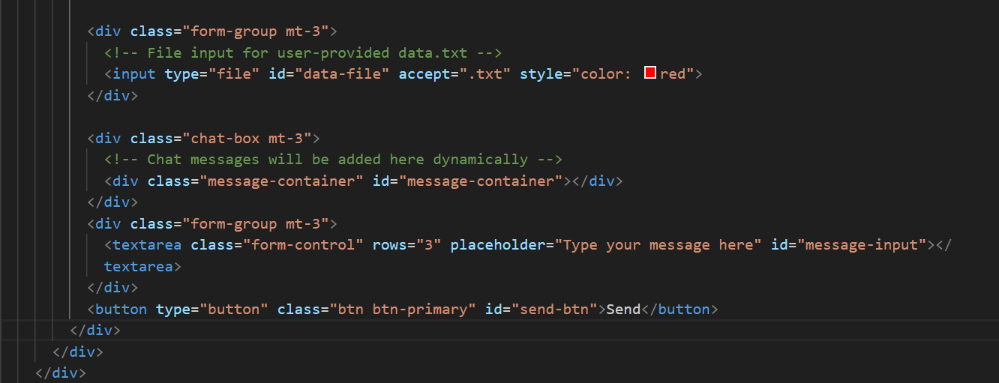 <div class="form-group mt-3">
<!-- File input for user-provided data.txt -->
<input type="file" id="data-file" accept=".txt" style="color: red">
</div>
<div class="chat-box mt-3">
<!-- Chat messages will be added here dynamically -->
<div class="message-container" id="message-container"></div>
</div>
<div class="form-group mt-3">
<textarea class="form-control" rows="3" placeholder="Type your message here" id="message-input"></
textarea>
</div>
<button type="button" class="btn btn-primary" id="send-btn">Send</button>
</div>
</div>
</div>